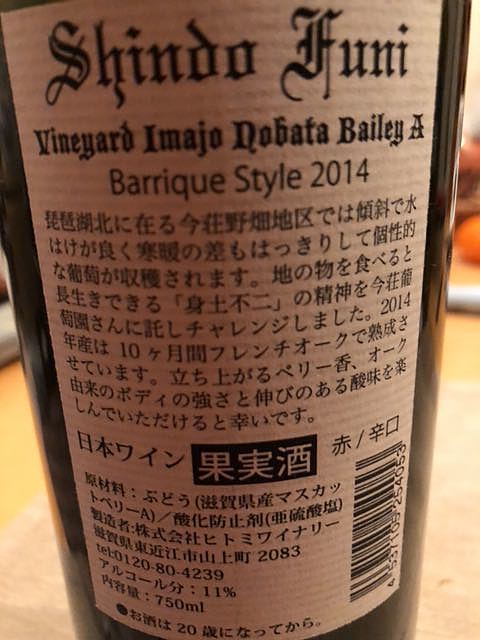 Shindo Funi
Vineyard Imajo Nobata Bailey A
Barrique Style 2014
琵琶湖北に在る今荘野畑地区では傾斜で水
はけが良く寒暖の差もはっきりして個性的
な葡萄が収穫されます。地の物を食べると
長生きできる「身土不二」の精神を今荘葡
萄園さんに託しチャレンジしました。2014
年産は 10ヶ月間フレンチオークで熟成さ
せています。立ち上がるベリー香、オーク
由来のボディの強さと伸びのある酸味を楽
しんでいただけると幸いです。
日本ワイン 果実酒 赤/辛口
原材料:ぶどう(滋賀県産マスカッ
トベリーA)/酸化防止剤(亜硫酸塩)
製造者:株式会社ヒトミワイナリー
滋賀県東近江市山上町 2083
tel:0120-80-4239
アルコール分:11%
内容量:750ml
●お酒は 20 歳になってから。
4 537109 254053